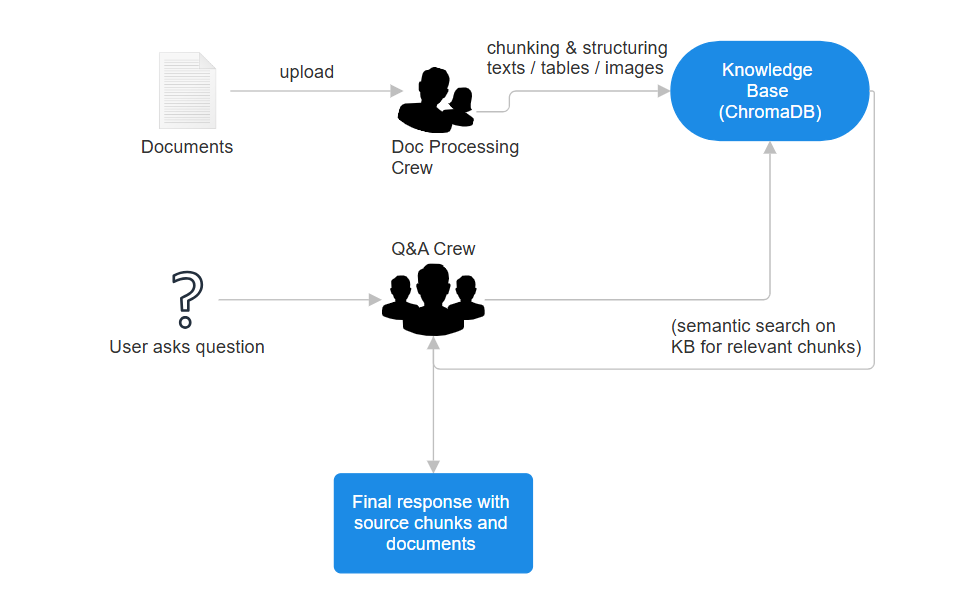 upload
chunking & structuring
texts / tables / images
Knowledge
Base
(ChromaDB)
Documents
Doc Processing
Crew
Q&A Crew
?
User asks question
(semantic search on
KB for relevant chunks)
Final response with
source chunks and
documents